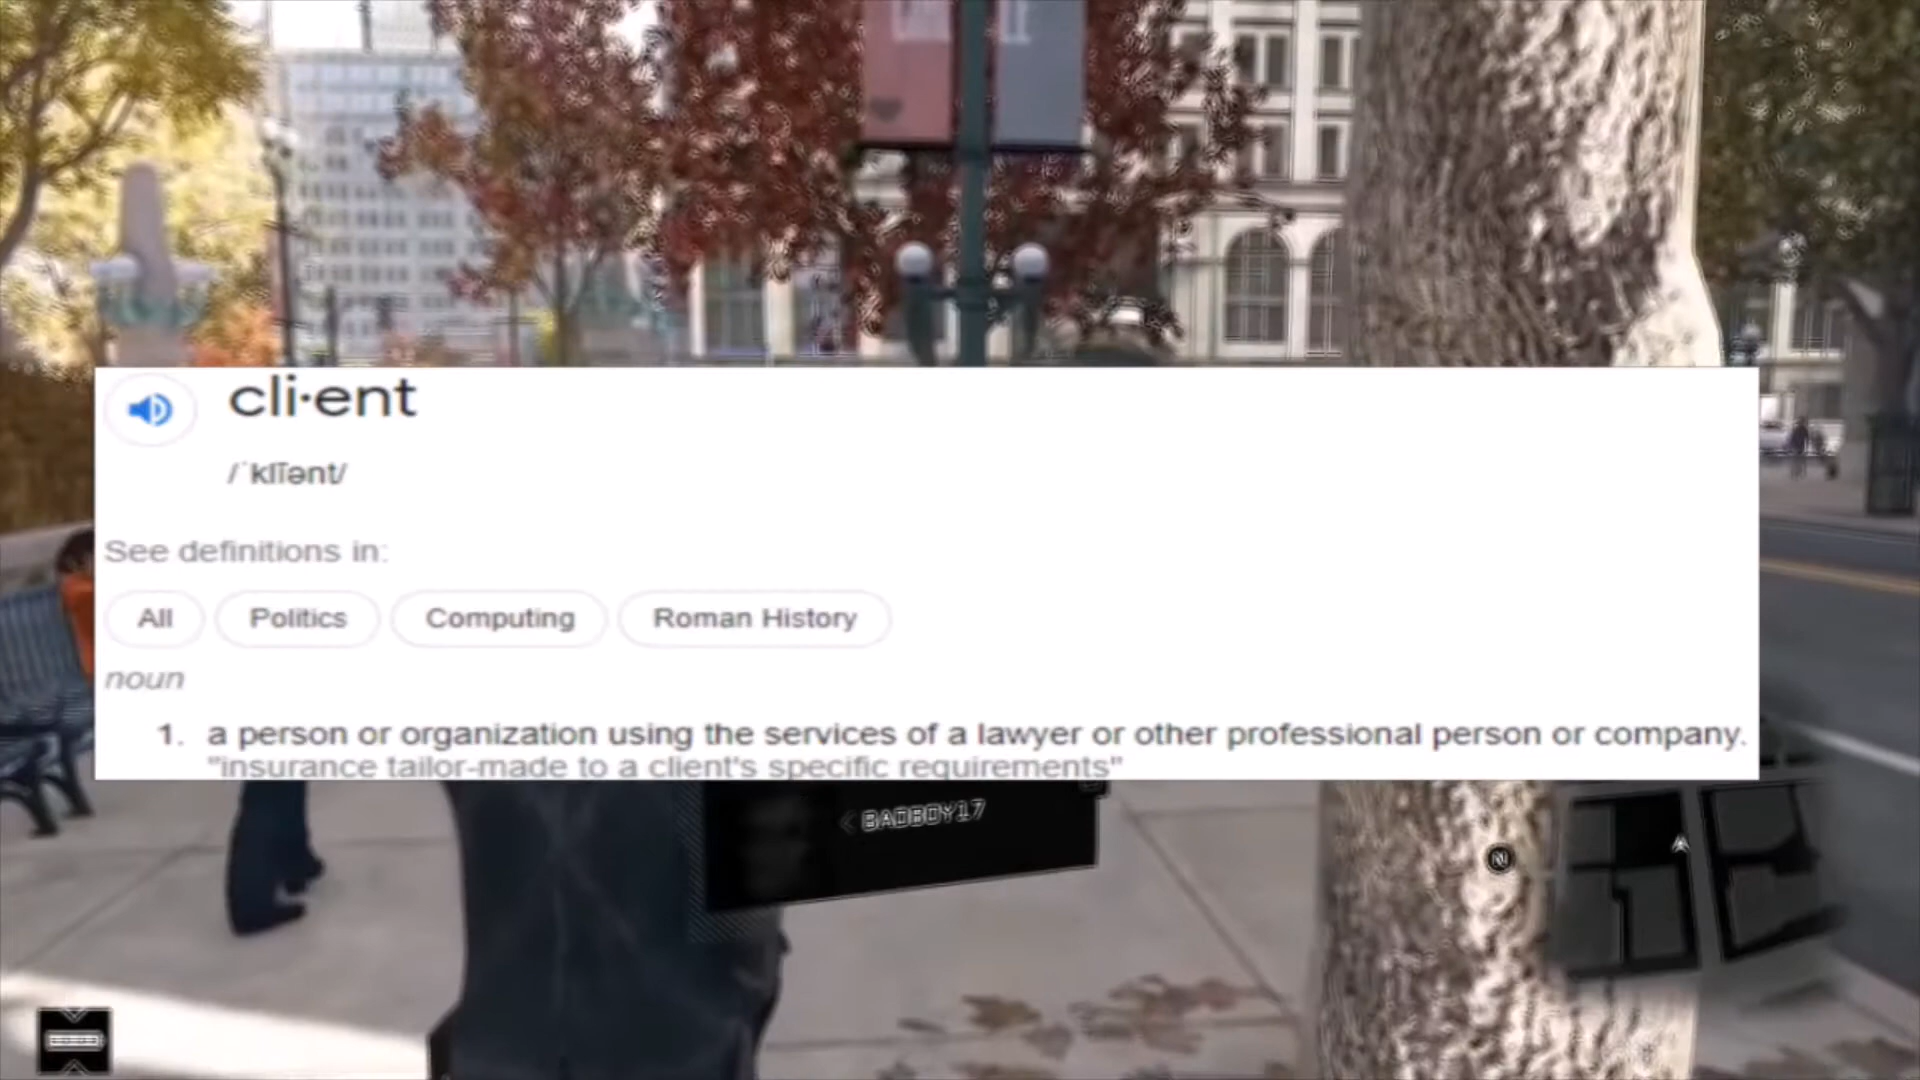 cli·ent
/ˈklīənt/
See definitions in:
All Politics Computing Roman History
noun
1. a person or organization using the services of a lawyer or other professional person or company.
"insurance tailor-made to a client's specific requirements"
< BADBOY17
N